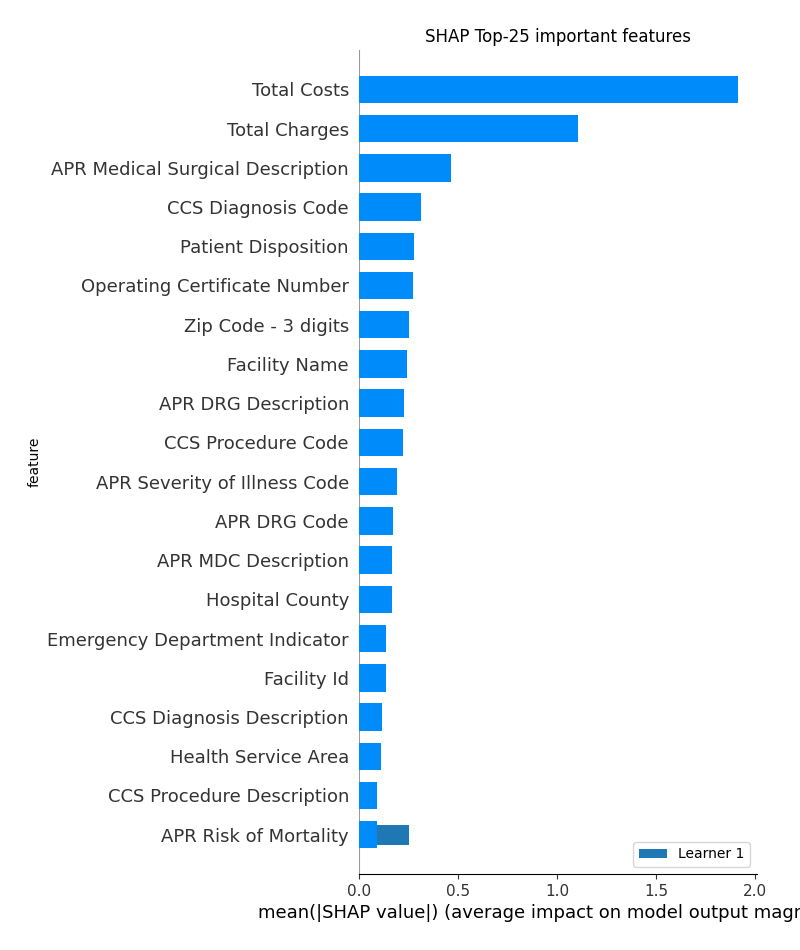 SHAP Top-25 important features
Total Costs
Total Charges
APR Medical Surgical Description
CCS Diagnosis Code
Patient Disposition
Operating Certificate Number
Zip Code - 3 digits
Facility Name
APR DRG Description
CCS Procedure Code
APR Severity of Illness Code
APR DRG Code
APR MDC Description
Hospital County
Emergency Department Indicator
Facility Id
CCS Diagnosis Description
Health Service Area
CCS Procedure Description
APR Risk of Mortality
feature
Learner 1
0.0 0.5 1.0 1.5 2.0
mean(|SHAP value|) (average impact on model output magn